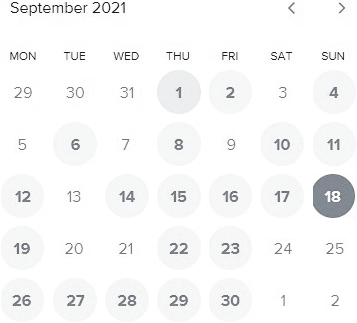 September 2021
MON TUE WED THU FRI SAT SUN
29 30 31 1 2 3 4
5 6 7 8 9 10 11
12 13 14 15 16 17 18
19 20 21 22 23 24 25
26 27 28 29 30 1 2